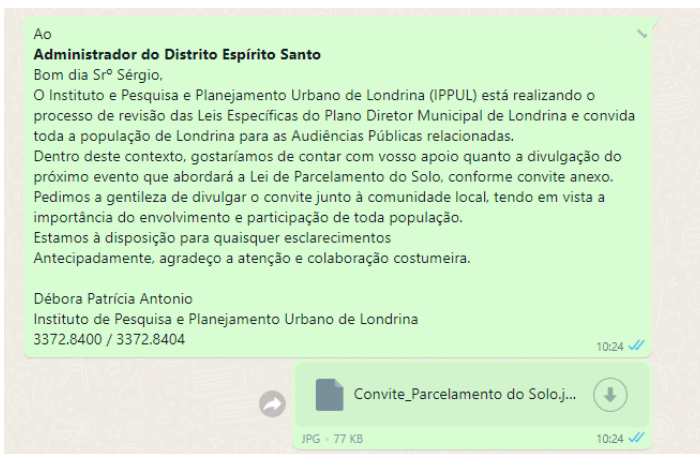 Ao
Administrador do Distrito Espírito Santo
Bom dia Srº Sérgio,
O Instituto e Pesquisa e Planejamento Urbano de Londrina (IPPUL) está realizando o
processo de revisão das Leis Específicas do Plano Diretor Municipal de Londrina e convida
toda a população de Londrina para as Audiências Públicas relacionadas.
Dentro deste contexto, gostaríamos de contar com vosso apoio quanto a divulgação do
próximo evento que abordará a Lei de Parcelamento do Solo, conforme convite anexo.
Pedimos a gentileza de divulgar o convite junto à comunidade local, tendo em vista a
importância do envolvimento e participação de toda população.
Estamos à disposição para quaisquer esclarecimentos
Antecipadamente, agradeço a atenção e colaboração costumeira.
Débora Patrícia Antonio
Instituto de Pesquisa e Planejamento Urbano de Londrina
3372.8400 / 3372.8404
10:24
Convite_Parcelamento do Solo.j...
JPG • 77 KB
10:24